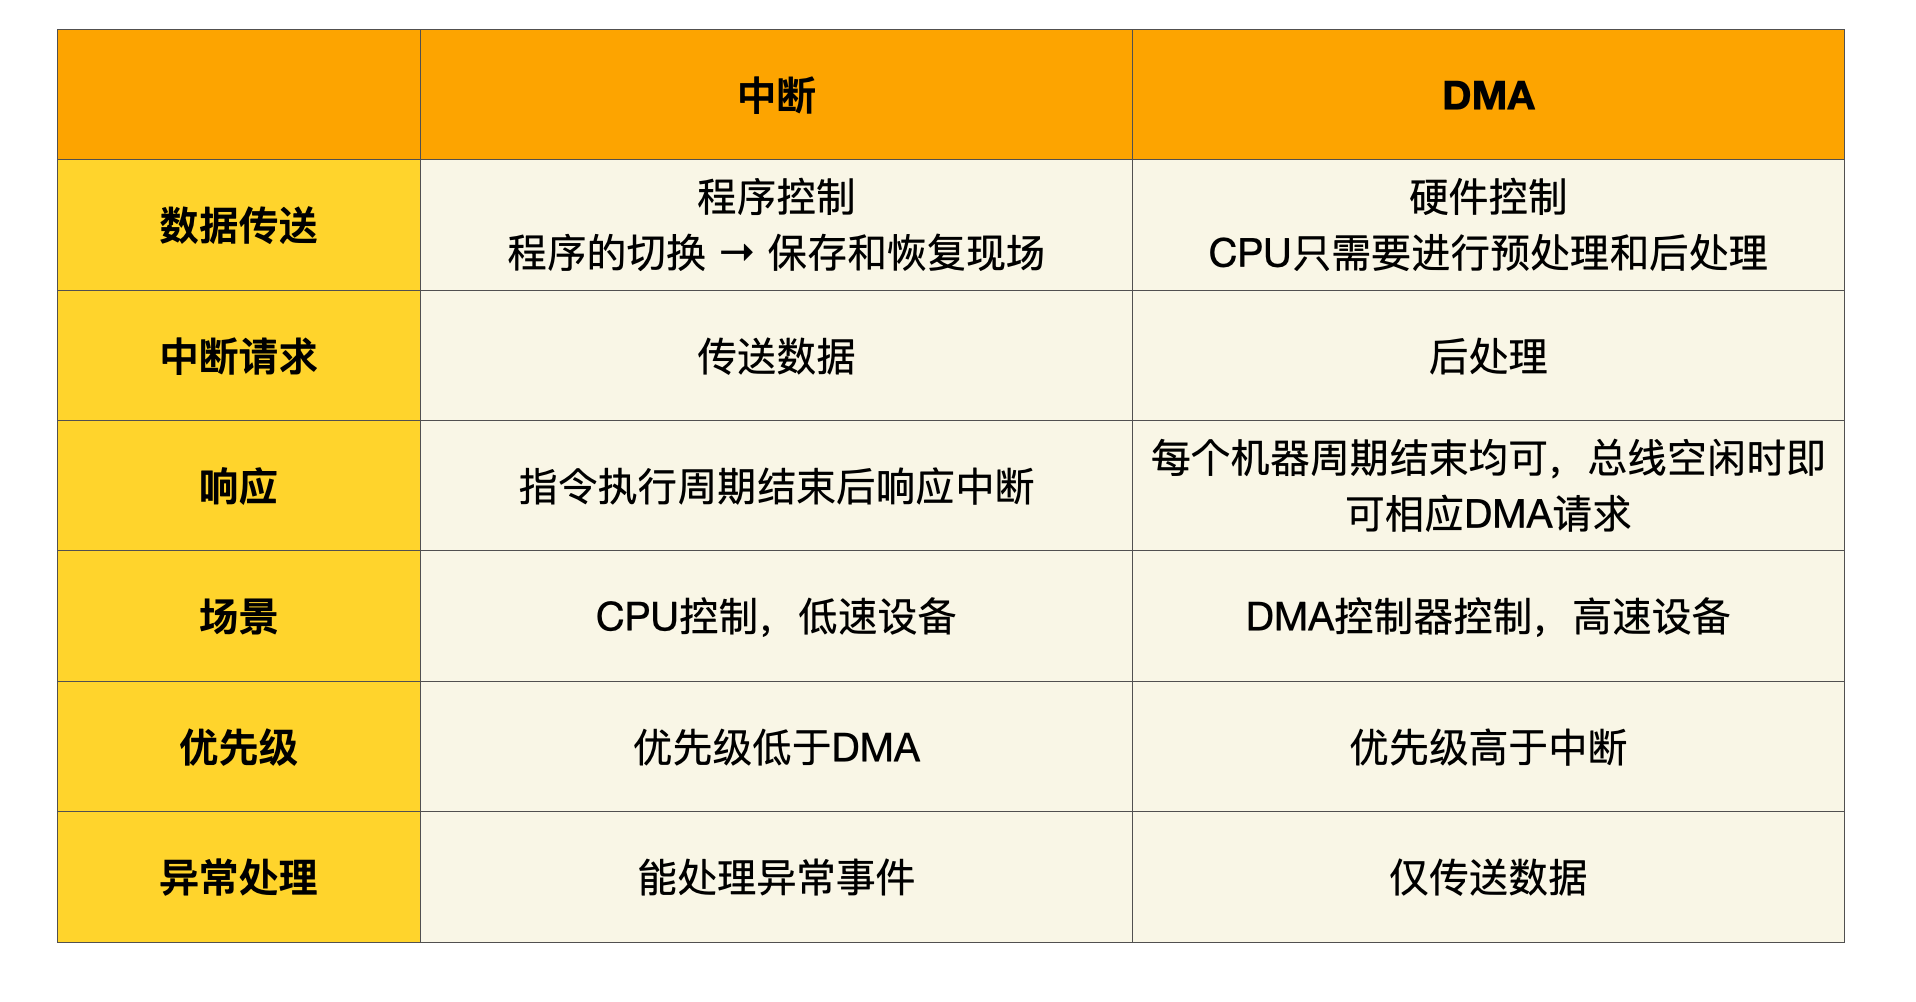 中断
DMA
数据传送
程序控制
程序的切换 → 保存和恢复现场
硬件控制
CPU只需要进行预处理和后处理
中断请求
传送数据
后处理
响应
指令执行周期结束后响应中断
每个机器周期结束均可，总线空闲时即
可相应DMA请求
场景
CPU控制，低速设备
DMA控制器控制，高速设备
优先级
优先级低于DMA
优先级高于中断
异常处理
能处理异常事件
仅传送数据